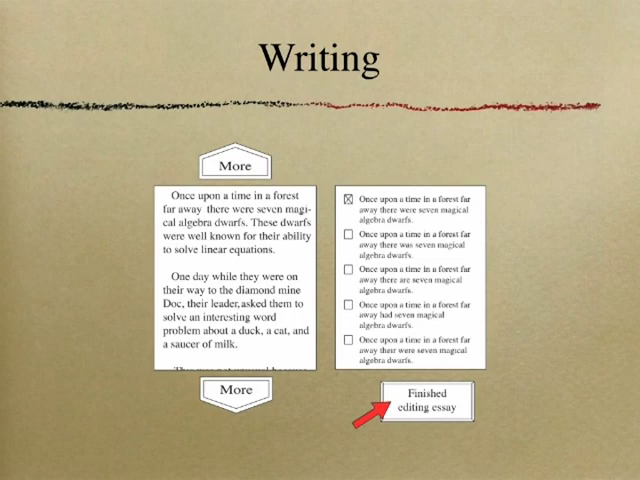 Writing
More
Once upon a time in a forest
far away there were seven magi-
cal algebra dwarfs. These dwarfs
were well known for their ability
to solve linear equations.
One day while they were on
their way to the diamond mine
Doc, their leader,asked them to
solve an interesting word
problem about a duck, a cat, and
a saucer of milk.
More
Once upon a time in a forest far
away there were seven magical
algebra dwarfs.
Once upon a time in a forest far
away there was seven magical
algebra dwarfs.
Once upon a time in a forest far
away there are seven magical
algebra dwarfs.
Once upon a time in a forest far
away had seven magical
algebra dwarfs.
Once upon a time in a forest far
away their were seven magical
algebra dwarfs.
Finished
editing essay